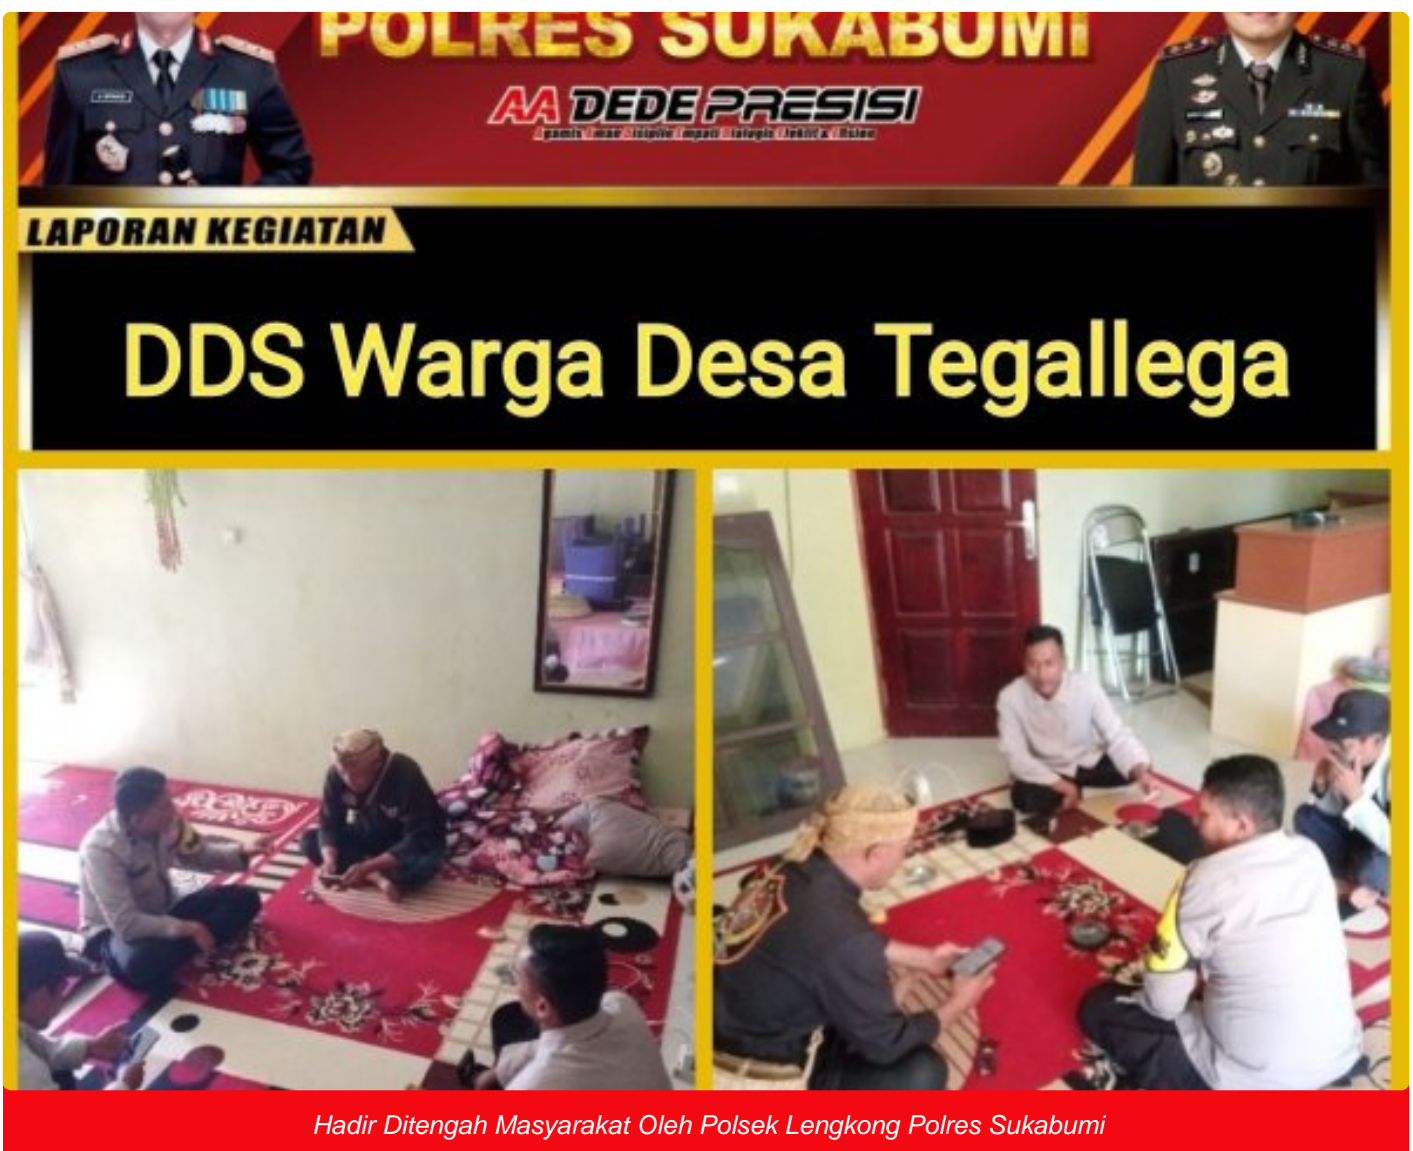 POLRES SUKABUMI
AA DEDE PRESISI
LAPORAN KEGIATAN
DDS Warga Desa Tegallega
Hadir Ditengah Masyarakat Oleh Polsek Lengkong Polres Sukabumi